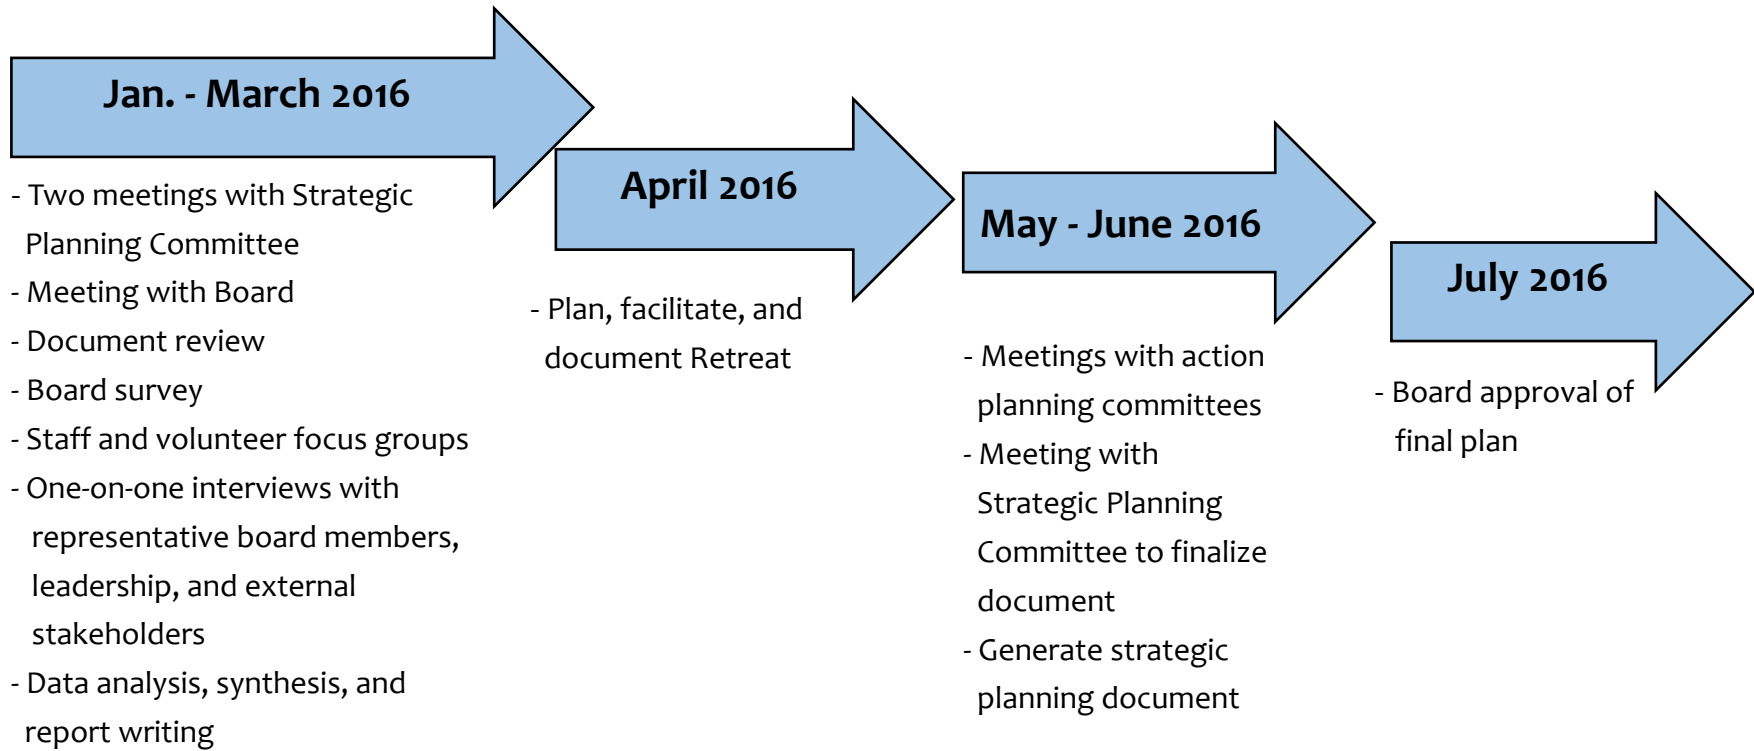 Jan. - March 2016
- Two meetings with Strategic
Planning Committee
- Meeting with Board
- Document review
- Board survey
- Staff and volunteer focus groups
- One-on-one interviews with
representative board members,
leadership, and external
stakeholders
- Data analysis, synthesis, and
report writing
April 2016
- Plan, facilitate, and
document Retreat
May - June 2016
- Meetings with action
planning committees
- Meeting with
Strategic Planning
Committee to finalize
document
- Generate strategic
planning document
July 2016
- Board approval of
final plan